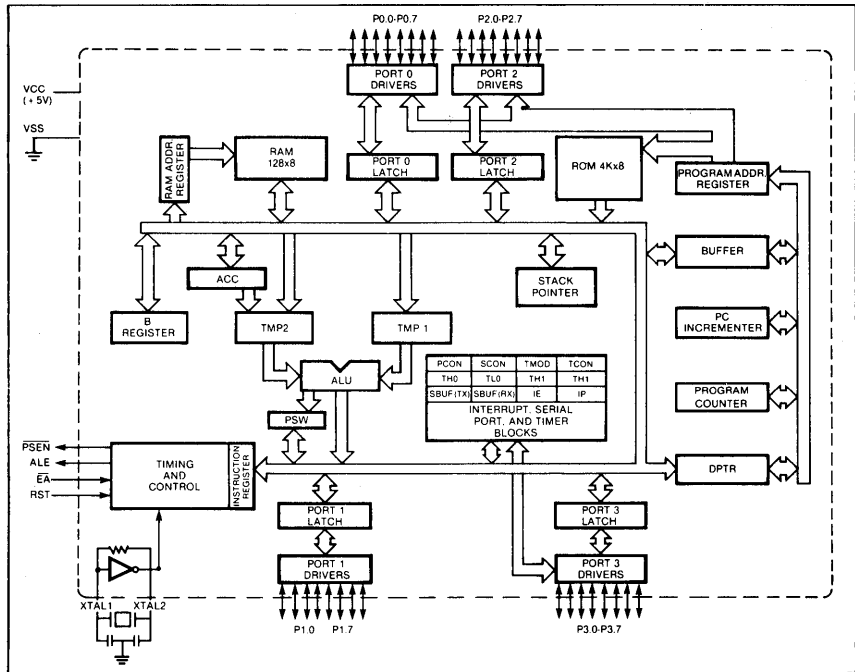 P0.0-P0.7
P2.0-P2.7
VCC
(+5V)
VSS
PORT 0
DRIVERS
PORT 2
DRIVERS
RAM ADDR.
REGISTER
RAM
128x8
PORT 0
LATCH
PORT 2
LATCH
ROM 4Kx8
PROGRAM ADDR.
REGISTER
BUFFER
ACC
STACK
POINTER
B
REGISTER
TMP2
TMP 1
PC
INCREMENTER
ALU
PCON SCON TMOD TCON
TH0 TL0 TH1 TH1
SBUF(TX) SBUF(RX) IE IP
INTERRUPT, SERIAL
PORT, AND TIMER
BLOCKS
PROGRAM
COUNTER
PSW
PSEN
ALE
EA
RST
TIMING
AND
CONTROL
INSTRUCTION
REGISTER
DPTR
PORT 1
LATCH
PORT 3
LATCH
PORT 1
DRIVERS
PORT 3
DRIVERS
XTAL1
XTAL2
P1.0
P1.7
P3.0-P3.7